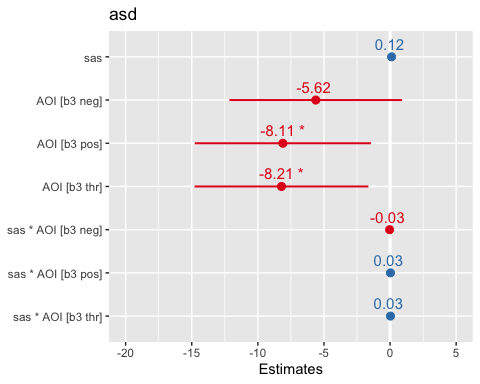 asd
sas
0.12
AOI [b3 neg]
-5.62
AOI [b3 pos]
-8.11 *
AOI [b3 thr]
-8.21 *
sas * AOI [b3 neg]
-0.03
sas * AOI [b3 pos]
0.03
sas * AOI [b3 thr]
0.03
-20 -15 -10 -5 0 5
Estimates